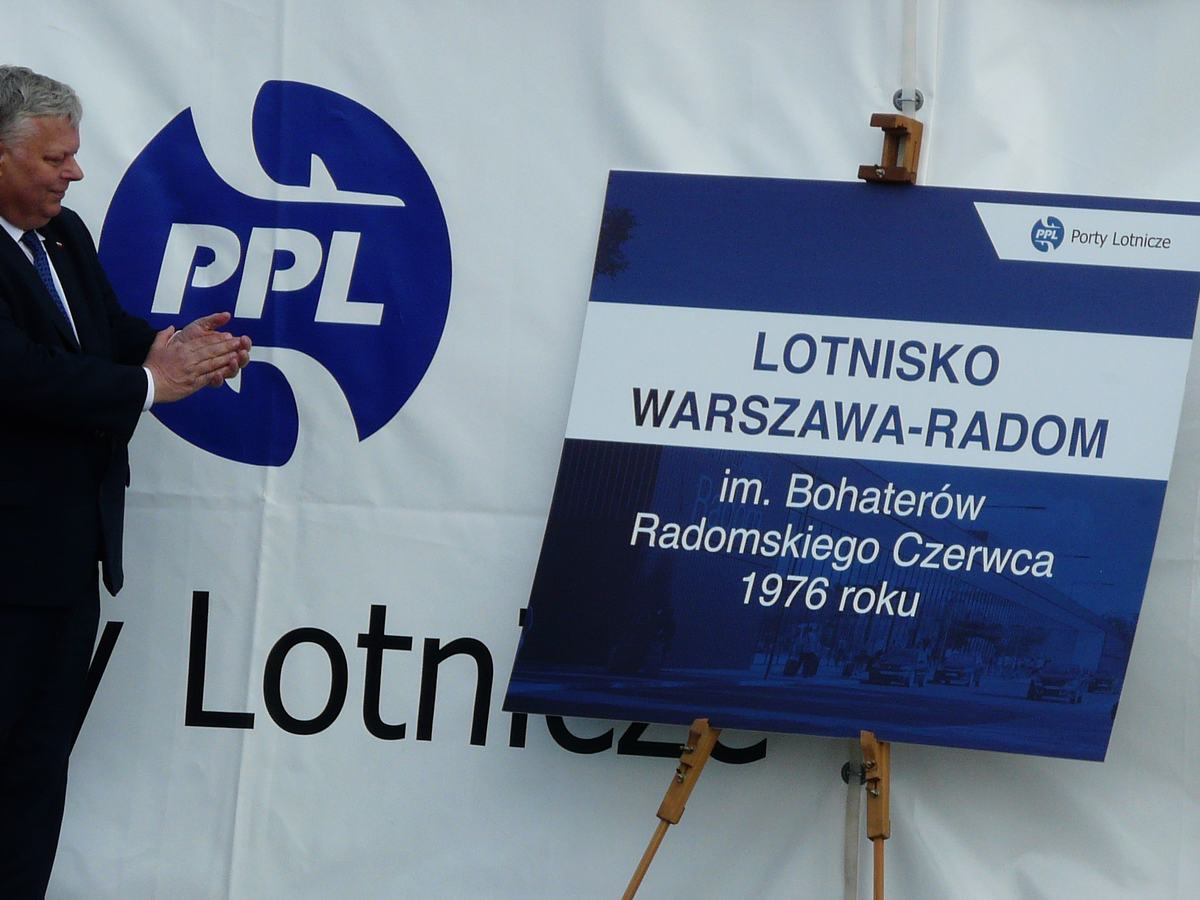 PPL
y Lotnicze
PPL Porty Lotnicze
LOTNISKO
WARSZAWA-RADOM
im. Bohaterów
Radomskiego Czerwca
1976 roku